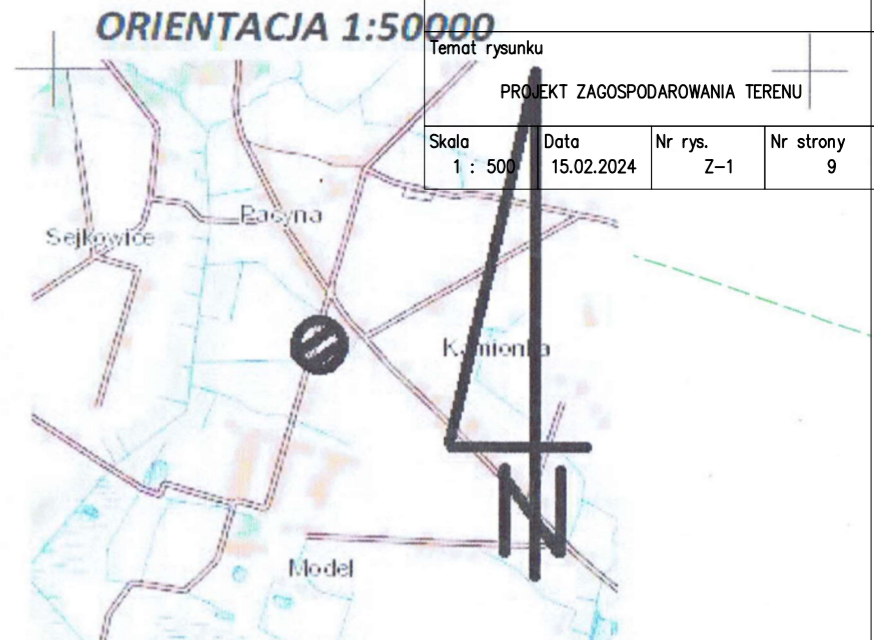 ORIENTACJA 1:50000
Temat rysunku
PROJEKT ZAGOSPODAROWANIA TERENU
Skala Data Nr rys. Nr strony
1 : 500 15.02.2024 Z-1 9
Pacyna
Sejkowice
Kamionka
N
Model